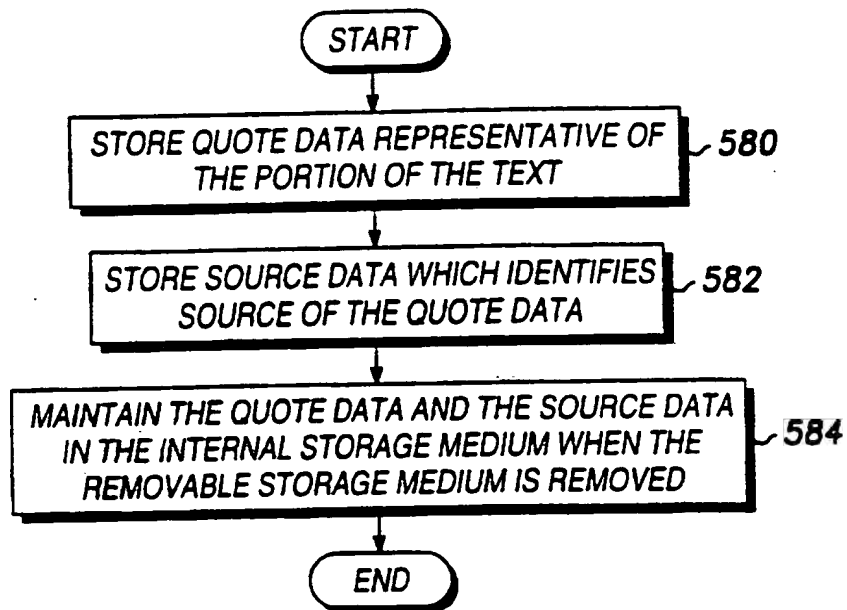 START
STORE QUOTE DATA REPRESENTATIVE OF
THE PORTION OF THE TEXT
580
STORE SOURCE DATA WHICH IDENTIFIES
SOURCE OF THE QUOTE DATA
582
MAINTAIN THE QUOTE DATA AND THE SOURCE DATA
IN THE INTERNAL STORAGE MEDIUM WHEN THE
REMOVABLE STORAGE MEDIUM IS REMOVED
584
END